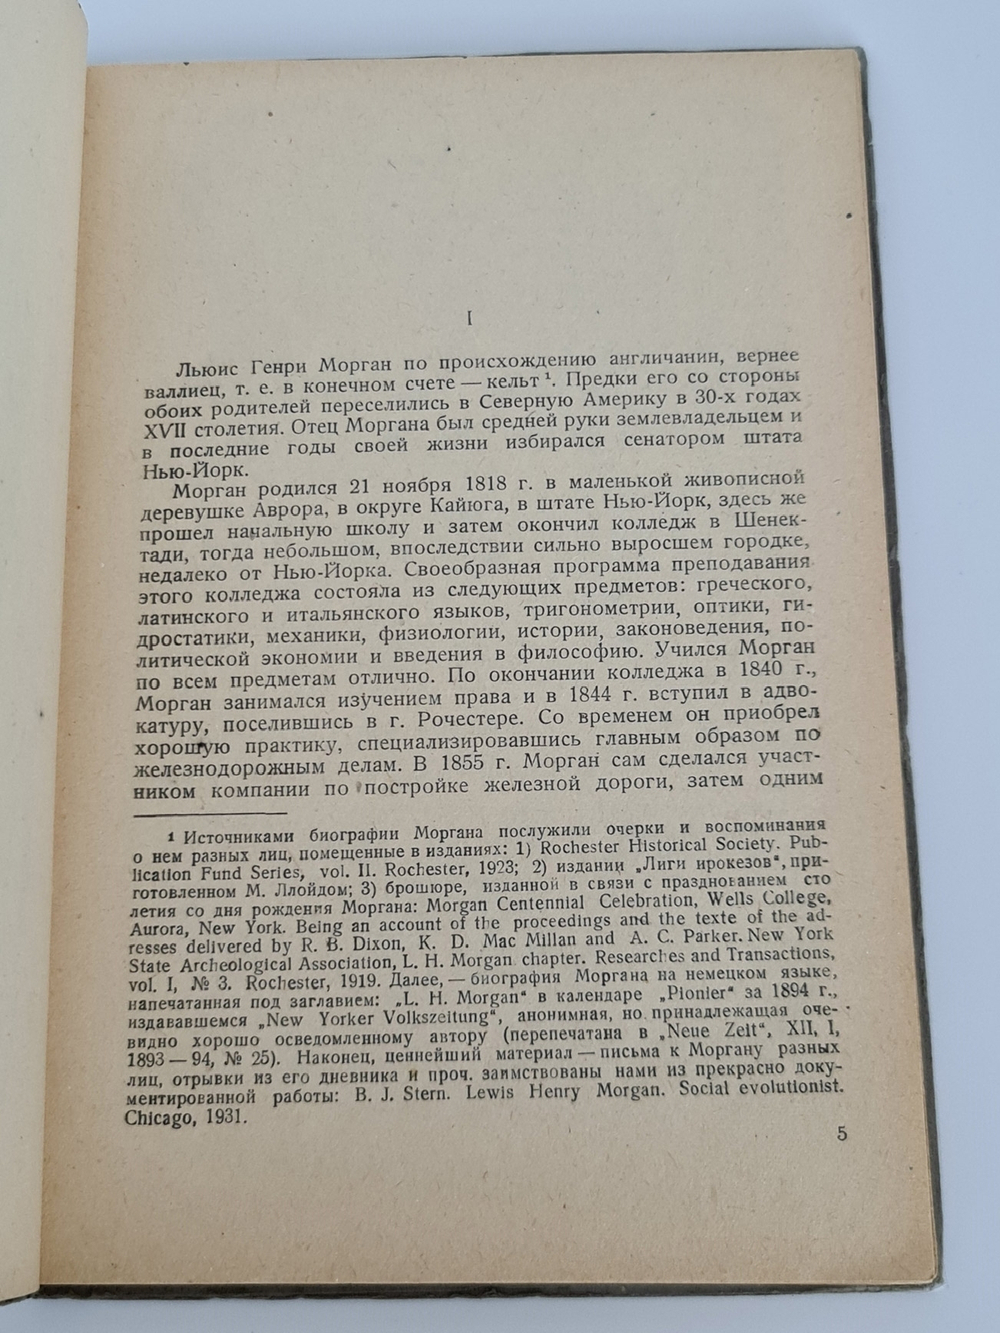 I
Льюис Генри Морган по происхождению англичанин, вернее
валлиец, т. е. в конечном счете — кельт ¹. Предки его со стороны
обоих родителей переселились в Северную Америку в 30-х годах
XVII столетия. Отец Моргана был средней руки землевладельцем и
в последние годы своей жизни избирался сенатором штата
Нью-Йорк.
Морган родился 21 ноября 1818 г. в маленькой живописной
деревушке Аврора, в округе Кайюга, в штате Нью-Йорк, здесь же
прошел начальную школу и затем окончил колледж в Шенек-
тади, тогда небольшом, впоследствии сильно выросшем городке,
недалеко от Нью-Йорка. Своеобразная программа преподавания
этого колледжа состояла из следующих предметов: греческого,
латинского и итальянского языков, тригонометрии, оптики, ги-
дростатики, механики, физиологии, истории, законоведения, по-
литической экономии и введения в философию. Учился Морган
по всем предметам отлично. По окончании колледжа в 1840 г.,
Морган занимался изучением права и в 1844 г. вступил в адво-
катуру, поселившись в г. Рочестере. Со временем он приобрел
хорошую практику, специализировавшись главным образом по
железнодорожным делам. В 1855 г. Морган сам сделался участ-
ником компании по постройке железной дороги, затем одним
¹ Источниками биографии Моргана послужили очерки и воспоминания
о нем разных лиц, помещенные в изданиях: 1) Rochester Historical Society. Pub-
lication Fund Series, vol. II. Rochester, 1923; 2) издании „Лиги ирокезов“, при-
готовленном М. Ллойдом; 3) брошюре, изданной в связи с празднованием сто
летия со дня рождения Моргана: Morgan Centennial Celebration, Wells College,
Aurora, New York. Being an account of the proceedings and the texte of the ad-
resses delivered by R. B. Dixon, K. D. Mac Millan and A. C. Parker. New York
State Archeological Association, L. H. Morgan chapter. Researches and Transactions,
vol. I, № 3. Rochester, 1919. Далее, — биография Моргана на немецком языке,
напечатанная под заглавием: „L. H. Morgan“ в календаре „Pionier“ за 1894 г.,
издававшемся „New Yorker Volkszeitung“, анонимная, но принадлежащая оче-
видно хорошо осведомленному автору (перепечатана в „Neue Zeit“, XII, I,
1893 — 94, № 25). Наконец, ценнейший материал — письма к Моргану разных
лиц, отрывки из его дневника и проч. заимствованы нами из прекрасно доку-
ментированной работы: B. J. Stern. Lewis Henry Morgan. Social evolutionist.
Chicago, 1931.
5